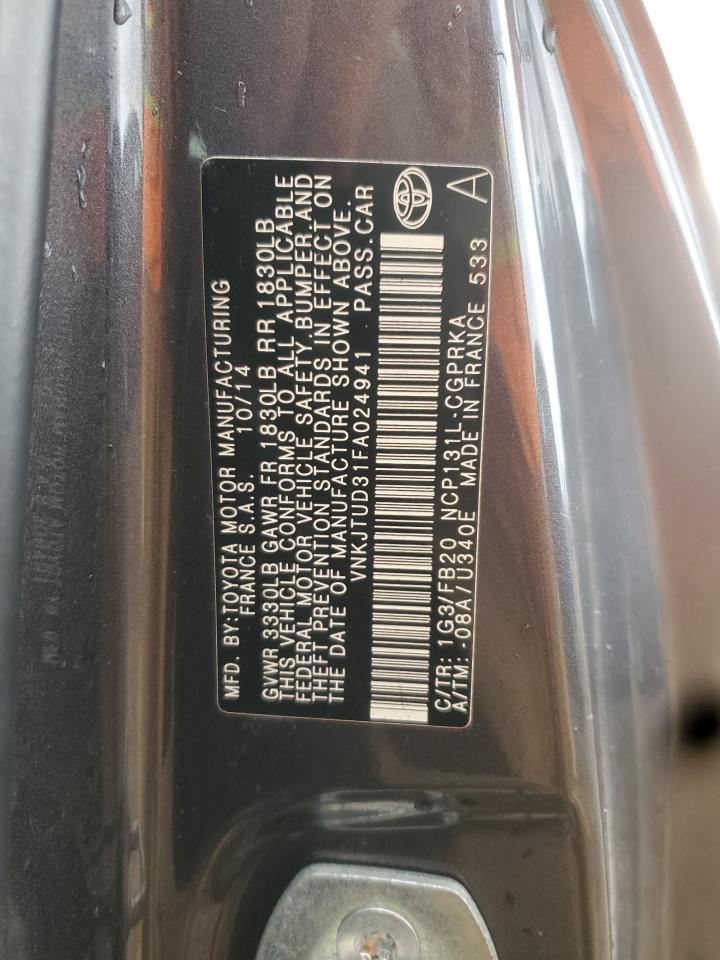 MFD. BY: TOYOTA MOTOR MANUFACTURING
FRANCE S.A.S. 10/14
GVWR 3330LB GAWR FR 1830LB RR 1830LB
THIS VEHICLE CONFORMS TO ALL APPLICABLE
FEDERAL MOTOR VEHICLE SAFETY, BUMPER, AND
THEFT PREVENTION STANDARDS IN EFFECT ON
THE DATE OF MANUFACTURE SHOWN ABOVE.
VNKJTUD31FA024941 PASS.CAR
C/TR: 1G3/FB20 NCP131L-CGPRKA
A/TM: -08A/U340E MADE IN FRANCE 533 A